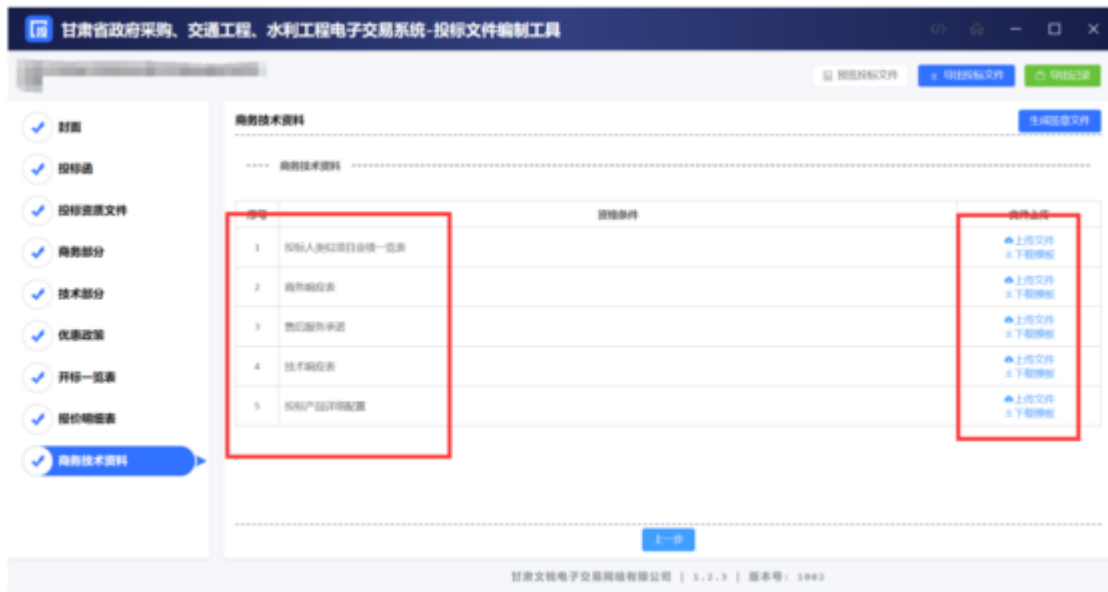 甘肃省政府采购、交通工程、水利工程电子交易系统-投标文件编制工具
预览投标文件
导出投标文件
导出记录
封面
投标函
投标资质文件
商务部分
技术部分
优惠政策
开标一览表
报价明细表
商务技术资料
商务技术资料
生成签章文件
商务技术资料
序号 资格条件 文件上传
1 投标人类似项目业绩一览表 上传文件
下载模板
2 商务响应表 上传文件
下载模板
3 售后服务承诺 上传文件
下载模板
4 技术响应表 上传文件
下载模板
5 投标产品详细配置 上传文件
下载模板
上一步
甘肃文锐电子交易网络有限公司 | 1.2.3 | 版本号: 1002